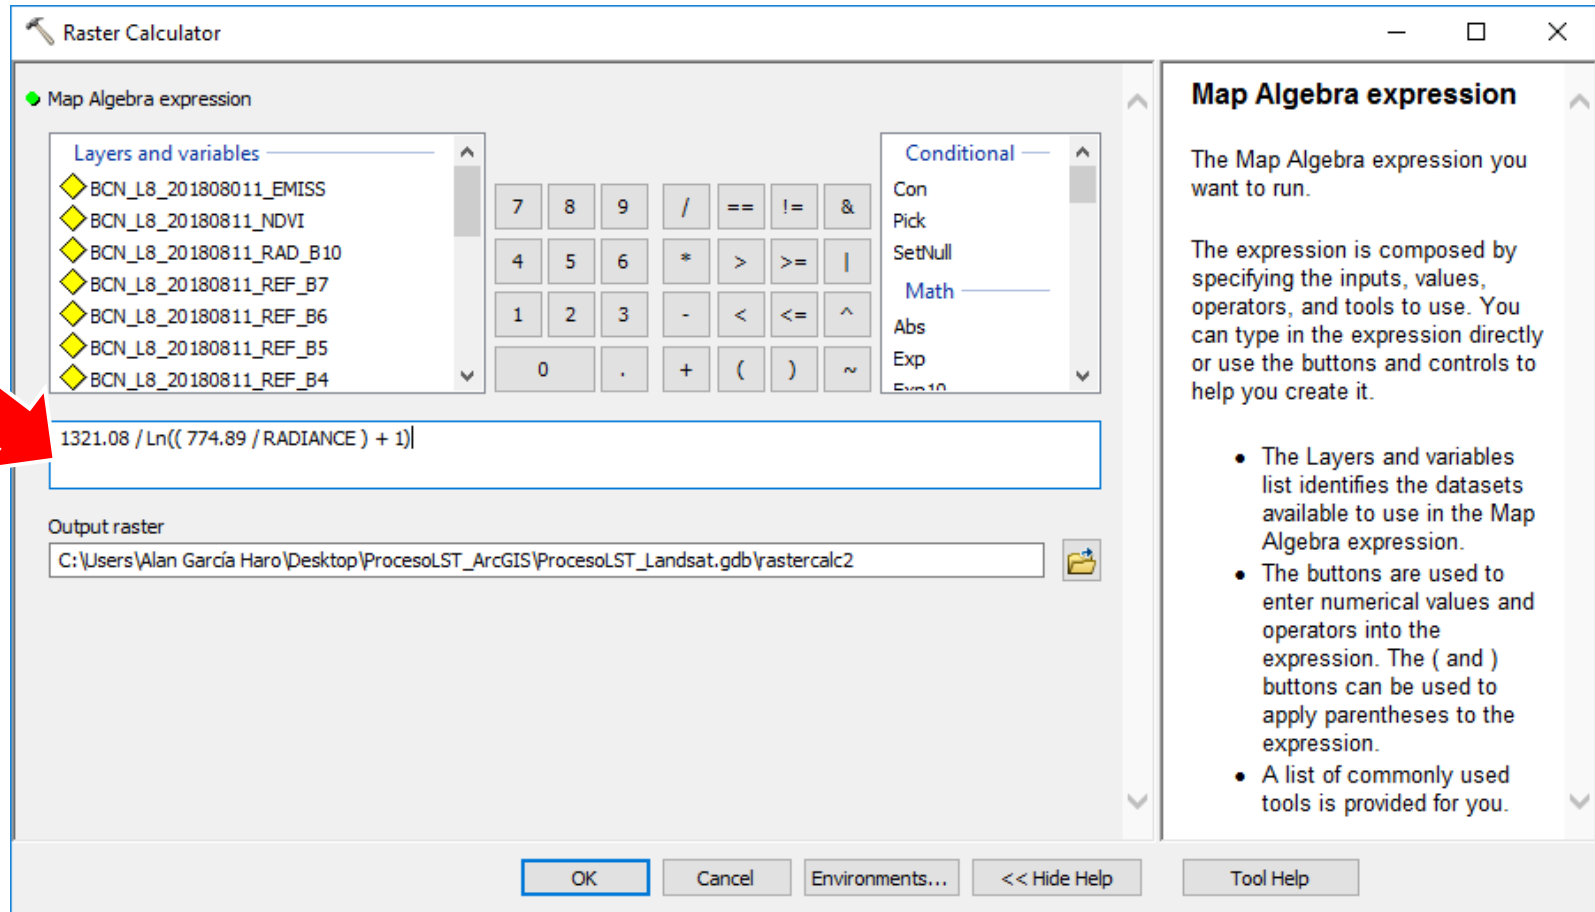 Raster Calculator
Map Algebra expression
Layers and variables
BCN_L8_201808011_EMISS
BCN_L8_20180811_NDVI
BCN_L8_20180811_RAD_B10
BCN_L8_20180811_REF_B7
BCN_L8_20180811_REF_B6
BCN_L8_20180811_REF_B5
BCN_L8_20180811_REF_B4
7 8 9 / == != &
4 5 6 * > >= |
1 2 3 - < <= ^
0 . + ( ) ~
Conditional
Con
Pick
SetNull
Math
Abs
Exp
Exp10
1321.08 / Ln(( 774.89 / RADIANCE ) + 1)
Output raster
C:\Users\Alan García Haro\Desktop\ProcesoLST_ArcGIS\ProcesoLST_Landsat.gdb\rastercalc2
OK Cancel Environments... << Hide Help Tool Help
Map Algebra expression
The Map Algebra expression you
want to run.
The expression is composed by
specifying the inputs, values,
operators, and tools to use. You
can type in the expression directly
or use the buttons and controls to
help you create it.
● The Layers and variables
list identifies the datasets
available to use in the Map
Algebra expression.
● The buttons are used to
enter numerical values and
operators into the
expression. The ( and )
buttons can be used to
apply parentheses to the
expression.
● A list of commonly used
tools is provided for you.